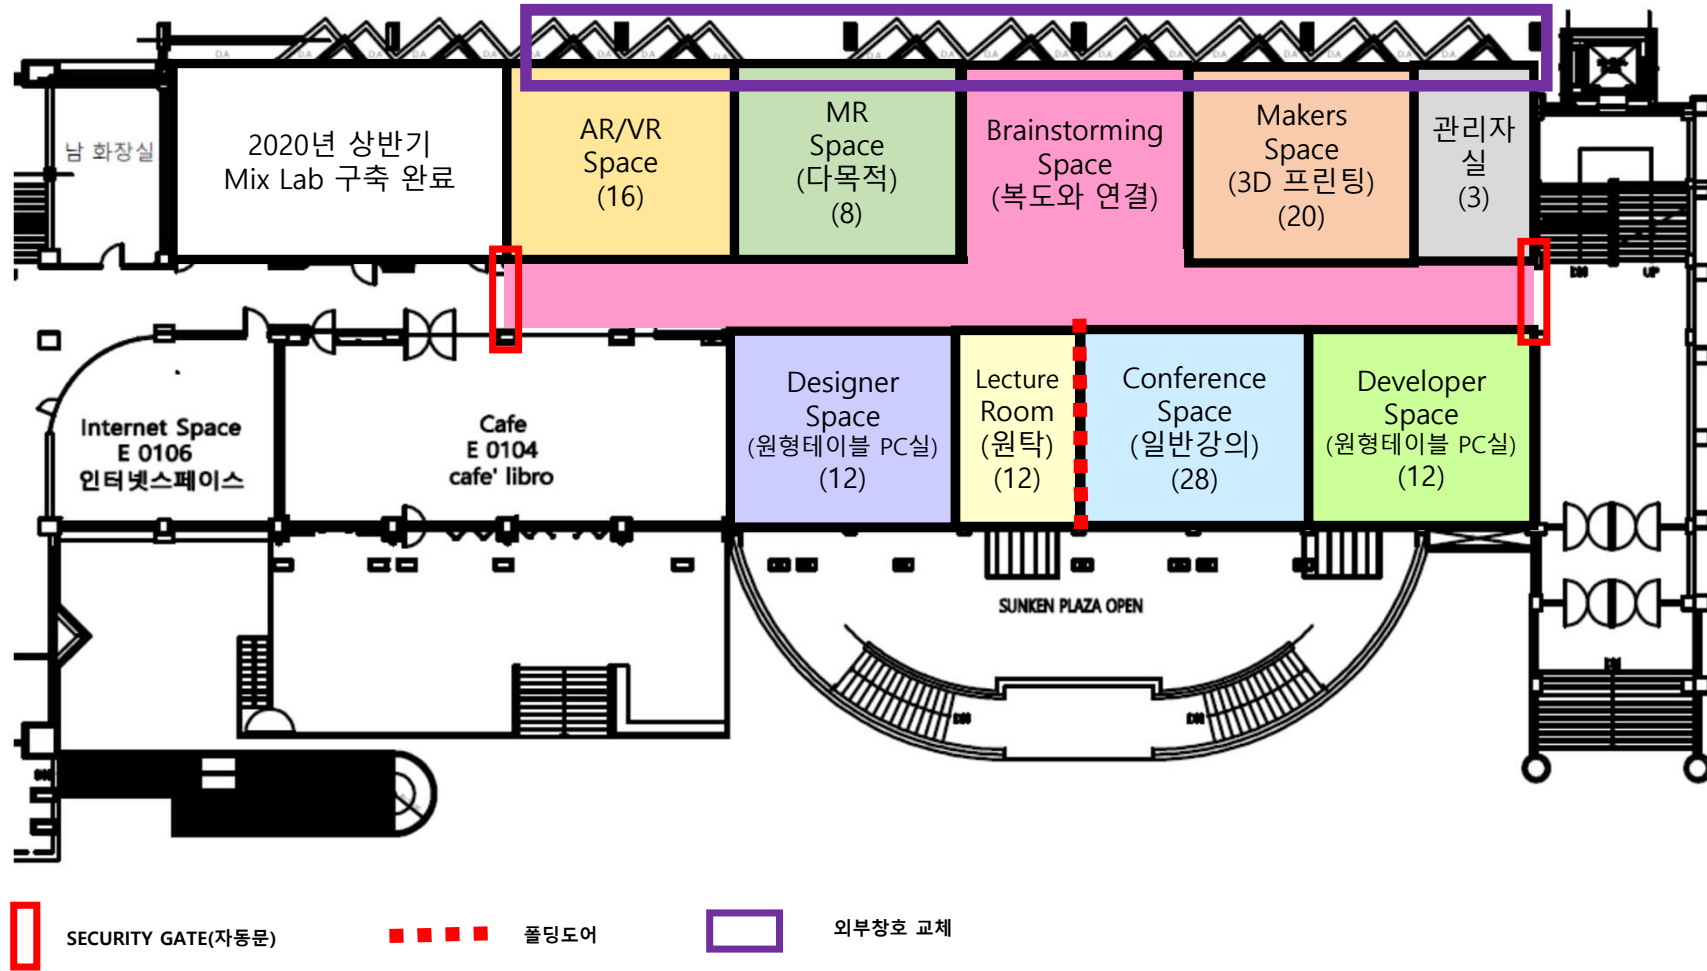 D.A
D.A
D.A
D.A
D.A
D.A
D.A
D.A
D.A
D.A
D.A
D.A
D.A
D.A
남 화장실
2020년 상반기
Mix Lab 구축 완료
AR/VR
Space
(16)
MR
Space
(다목적)
(8)
Brainstorming
Space
(복도와 연결)
Makers
Space
(3D 프린팅)
(20)
관리자
실
(3)
DN
UP
Internet Space
E 0106
인터넷스페이스
Cafe
E 0104
cafe' libro
Designer
Space
(원형테이블 PC실)
(12)
Lecture
Room
(원탁)
(12)
Conference
Space
(일반강의)
(28)
Developer
Space
(원형테이블 PC실)
(12)
SUNKEN PLAZA OPEN
DN
DN
DN
SECURITY GATE(자동문)
폴딩도어
외부창호 교체